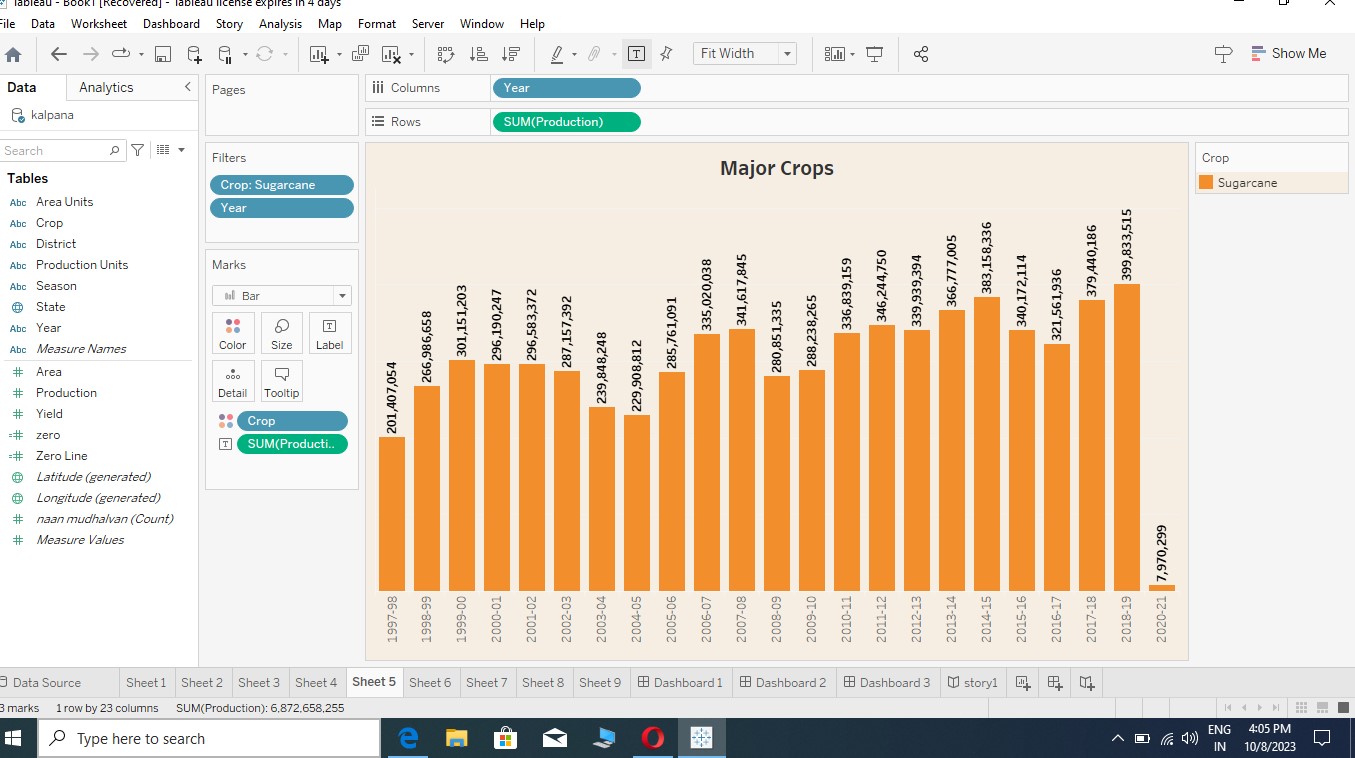 Tableau - Book1 [Recovered] - Tableau license expires in 4 days
File Data Worksheet Dashboard Story Analysis Map Format Server Window Help
Fit Width
Show Me
Data Analytics
kalpana
Search
Tables
Abc Area Units
Abc Crop
Abc District
Abc Production Units
Abc Season
State
Abc Year
Abc Measure Names
Area
Production
Yield
zero
Zero Line
Latitude (generated)
Longitude (generated)
naan mudhalvan (Count)
Measure Values
Pages
Filters
Crop: Sugarcane
Year
Marks
Bar
Color Size Label
Detail Tooltip
Crop
SUM(Producti..
Columns Year
Rows SUM(Production)
Major Crops
201,407,054
266,986,658
301,151,203
296,190,247
296,583,372
287,157,392
239,848,248
229,908,812
285,761,091
335,020,038
341,617,845
280,851,335
288,238,265
336,839,159
346,244,750
339,939,394
366,777,005
383,158,336
340,172,114
321,561,936
379,440,186
399,833,515
7,970,299
1997-98
1998-99
1999-00
2000-01
2001-02
2002-03
2003-04
2004-05
2005-06
2006-07
2007-08
2008-09
2009-10
2010-11
2011-12
2012-13
2013-14
2014-15
2015-16
2016-17
2017-18
2018-19
2020-21
Crop
Sugarcane
Data Source Sheet 1 Sheet 2 Sheet 3 Sheet 4 Sheet 5 Sheet 6 Sheet 7 Sheet 8 Sheet 9 Dashboard 1 Dashboard 2 Dashboard 3 story1
3 marks 1 row by 23 columns SUM(Production): 6,872,658,255
Type here to search
ENG
IN
4:05 PM
10/8/2023